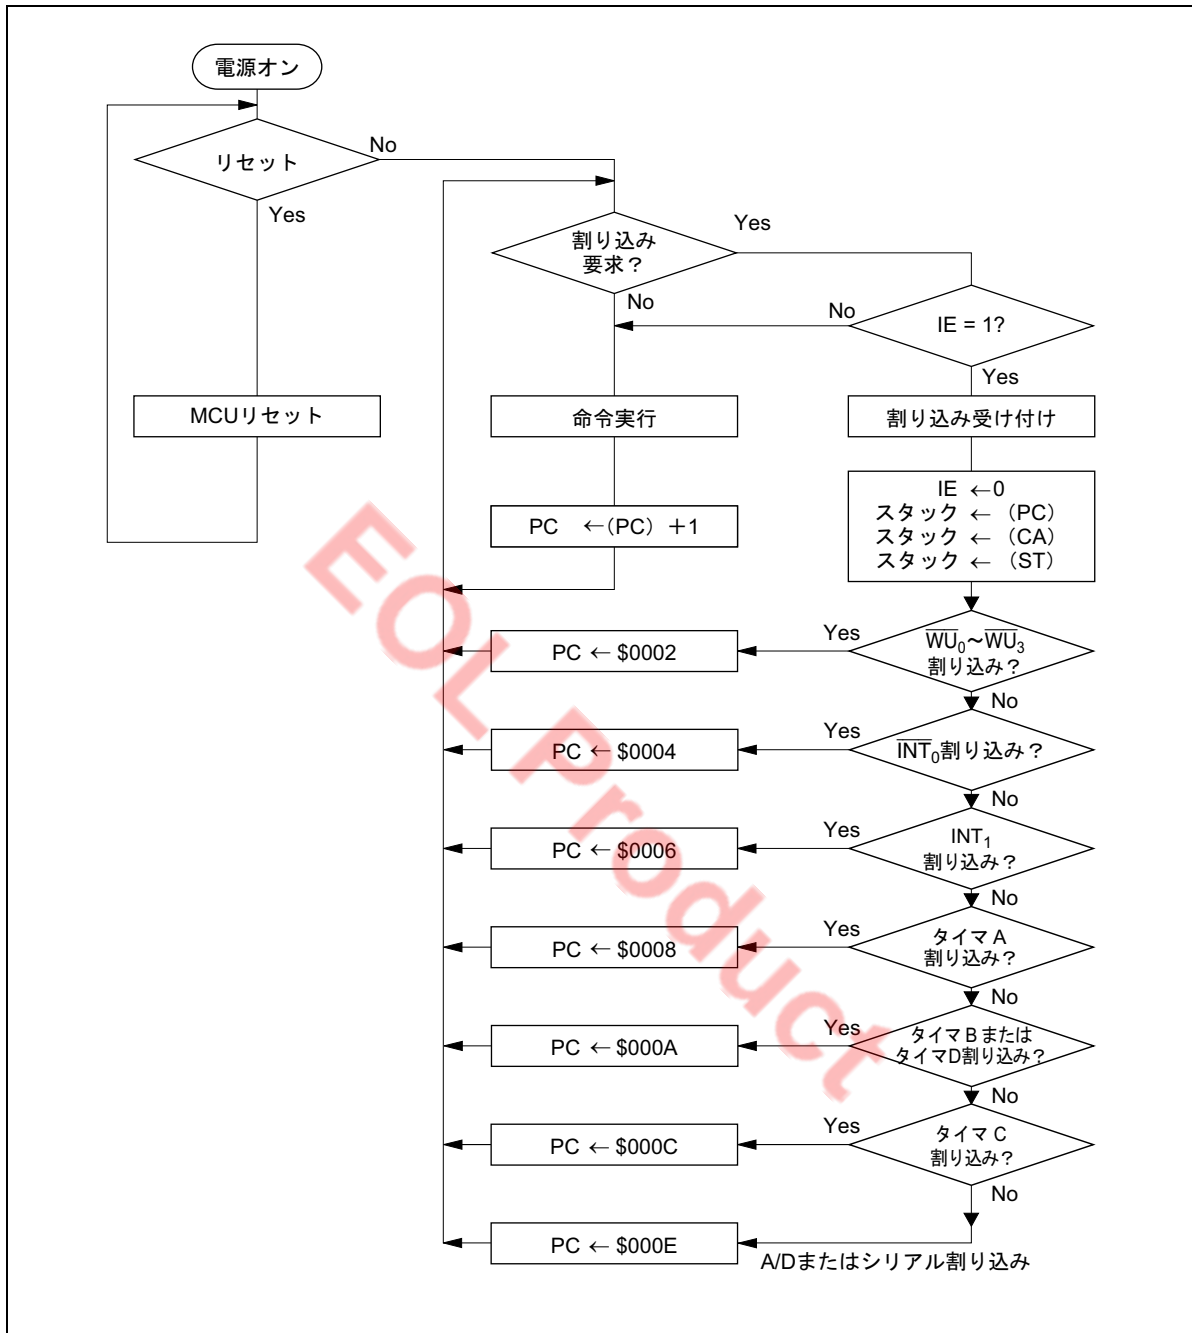 電源オン
リセット
No
Yes
割り込み
要求？
Yes
No
No
IE = 1?
Yes
MCUリセット
命令実行
割り込み受け付け
PC ←(PC) ＋1
IE ←0
スタック ← （PC）
スタック ← （CA）
スタック ← （ST）
PC ← $0002
Yes
W̅U̅₀～W̅U̅₃
割り込み？
No
PC ← $0004
Yes
I̅N̅T̅₀割り込み？
No
PC ← $0006
Yes
INT₁
割り込み？
No
PC ← $0008
Yes
タイマ A
割り込み？
No
PC ← $000A
Yes
タイマ B または
タイマD割り込み？
No
PC ← $000C
Yes
タイマ C
割り込み？
No
PC ← $000E
A/Dまたはシリアル割り込み
EOL Product